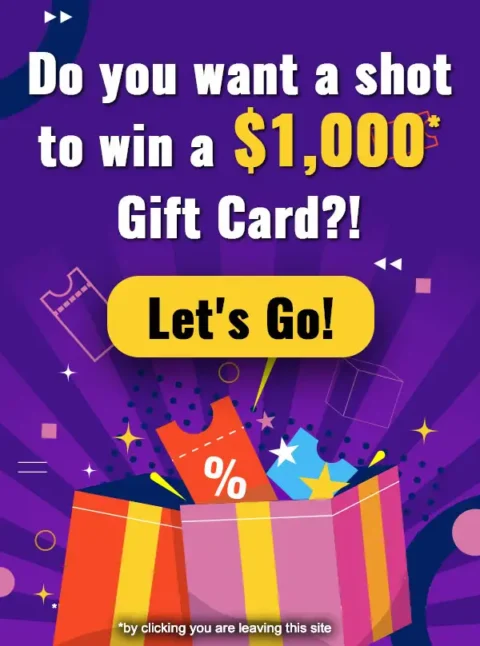 Do you want a shot
to win a $1,000*
Gift Card?!
Let's Go!
%
*by clicking you are leaving this site